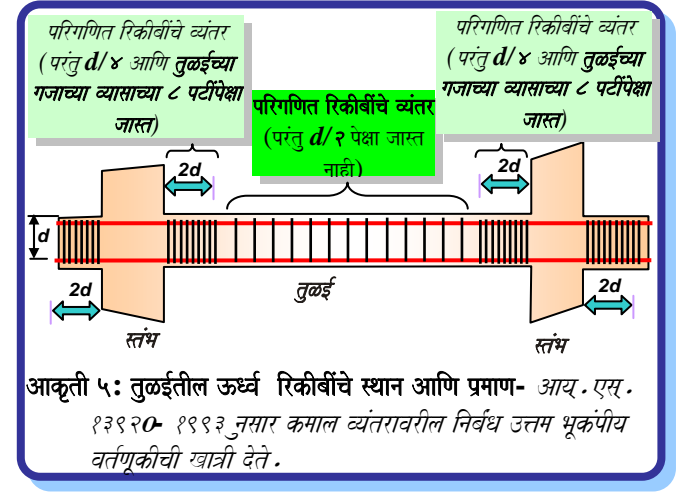 परिगणित रिकीबींचे व्यंतर
( परंतु d/४ आणि तुळईच्या
गजाच्या व्यासाच्या ८ पटींपेक्षा
जास्त)
परिगणित रिकीबींचे व्यंतर
( परंतु d/४ आणि तुळईच्या
गजाच्या व्यासाच्या ८ पटींपेक्षा
जास्त)
परिगणित रिकीबींचे व्यंतर
(परंतु d/२ पेक्षा जास्त
नाही)
2d
2d
d
2d
2d
तुळई
स्तंभ
स्तंभ
आकृती ५: तुळईतील ऊर्ध्व रिकीबींचे स्थान आणि प्रमाण- आय.एस.
१३९२0- १९९३ नुसार कमाल व्यंतरावरील निर्बंध उत्तम भूकंपीय
वर्तणूकीची खात्री देते.